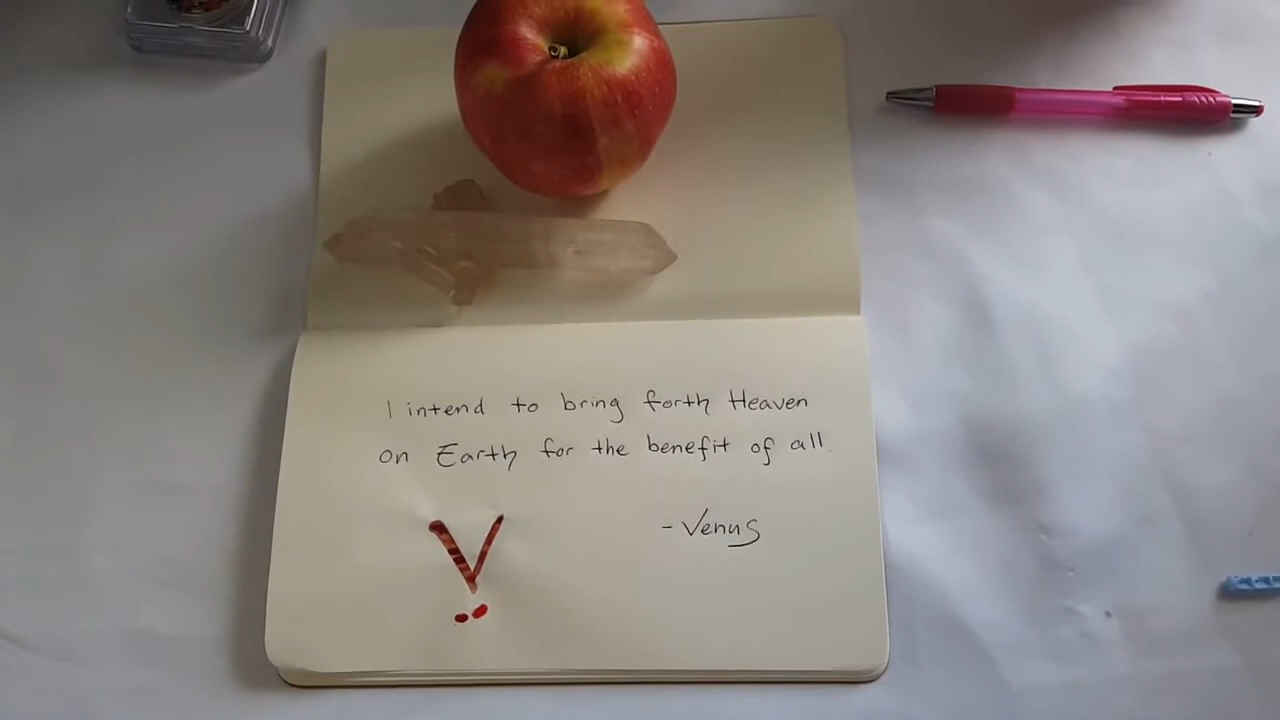 I intend to bring forth Heaven
on Earth for the benefit of all.
- Venus
V